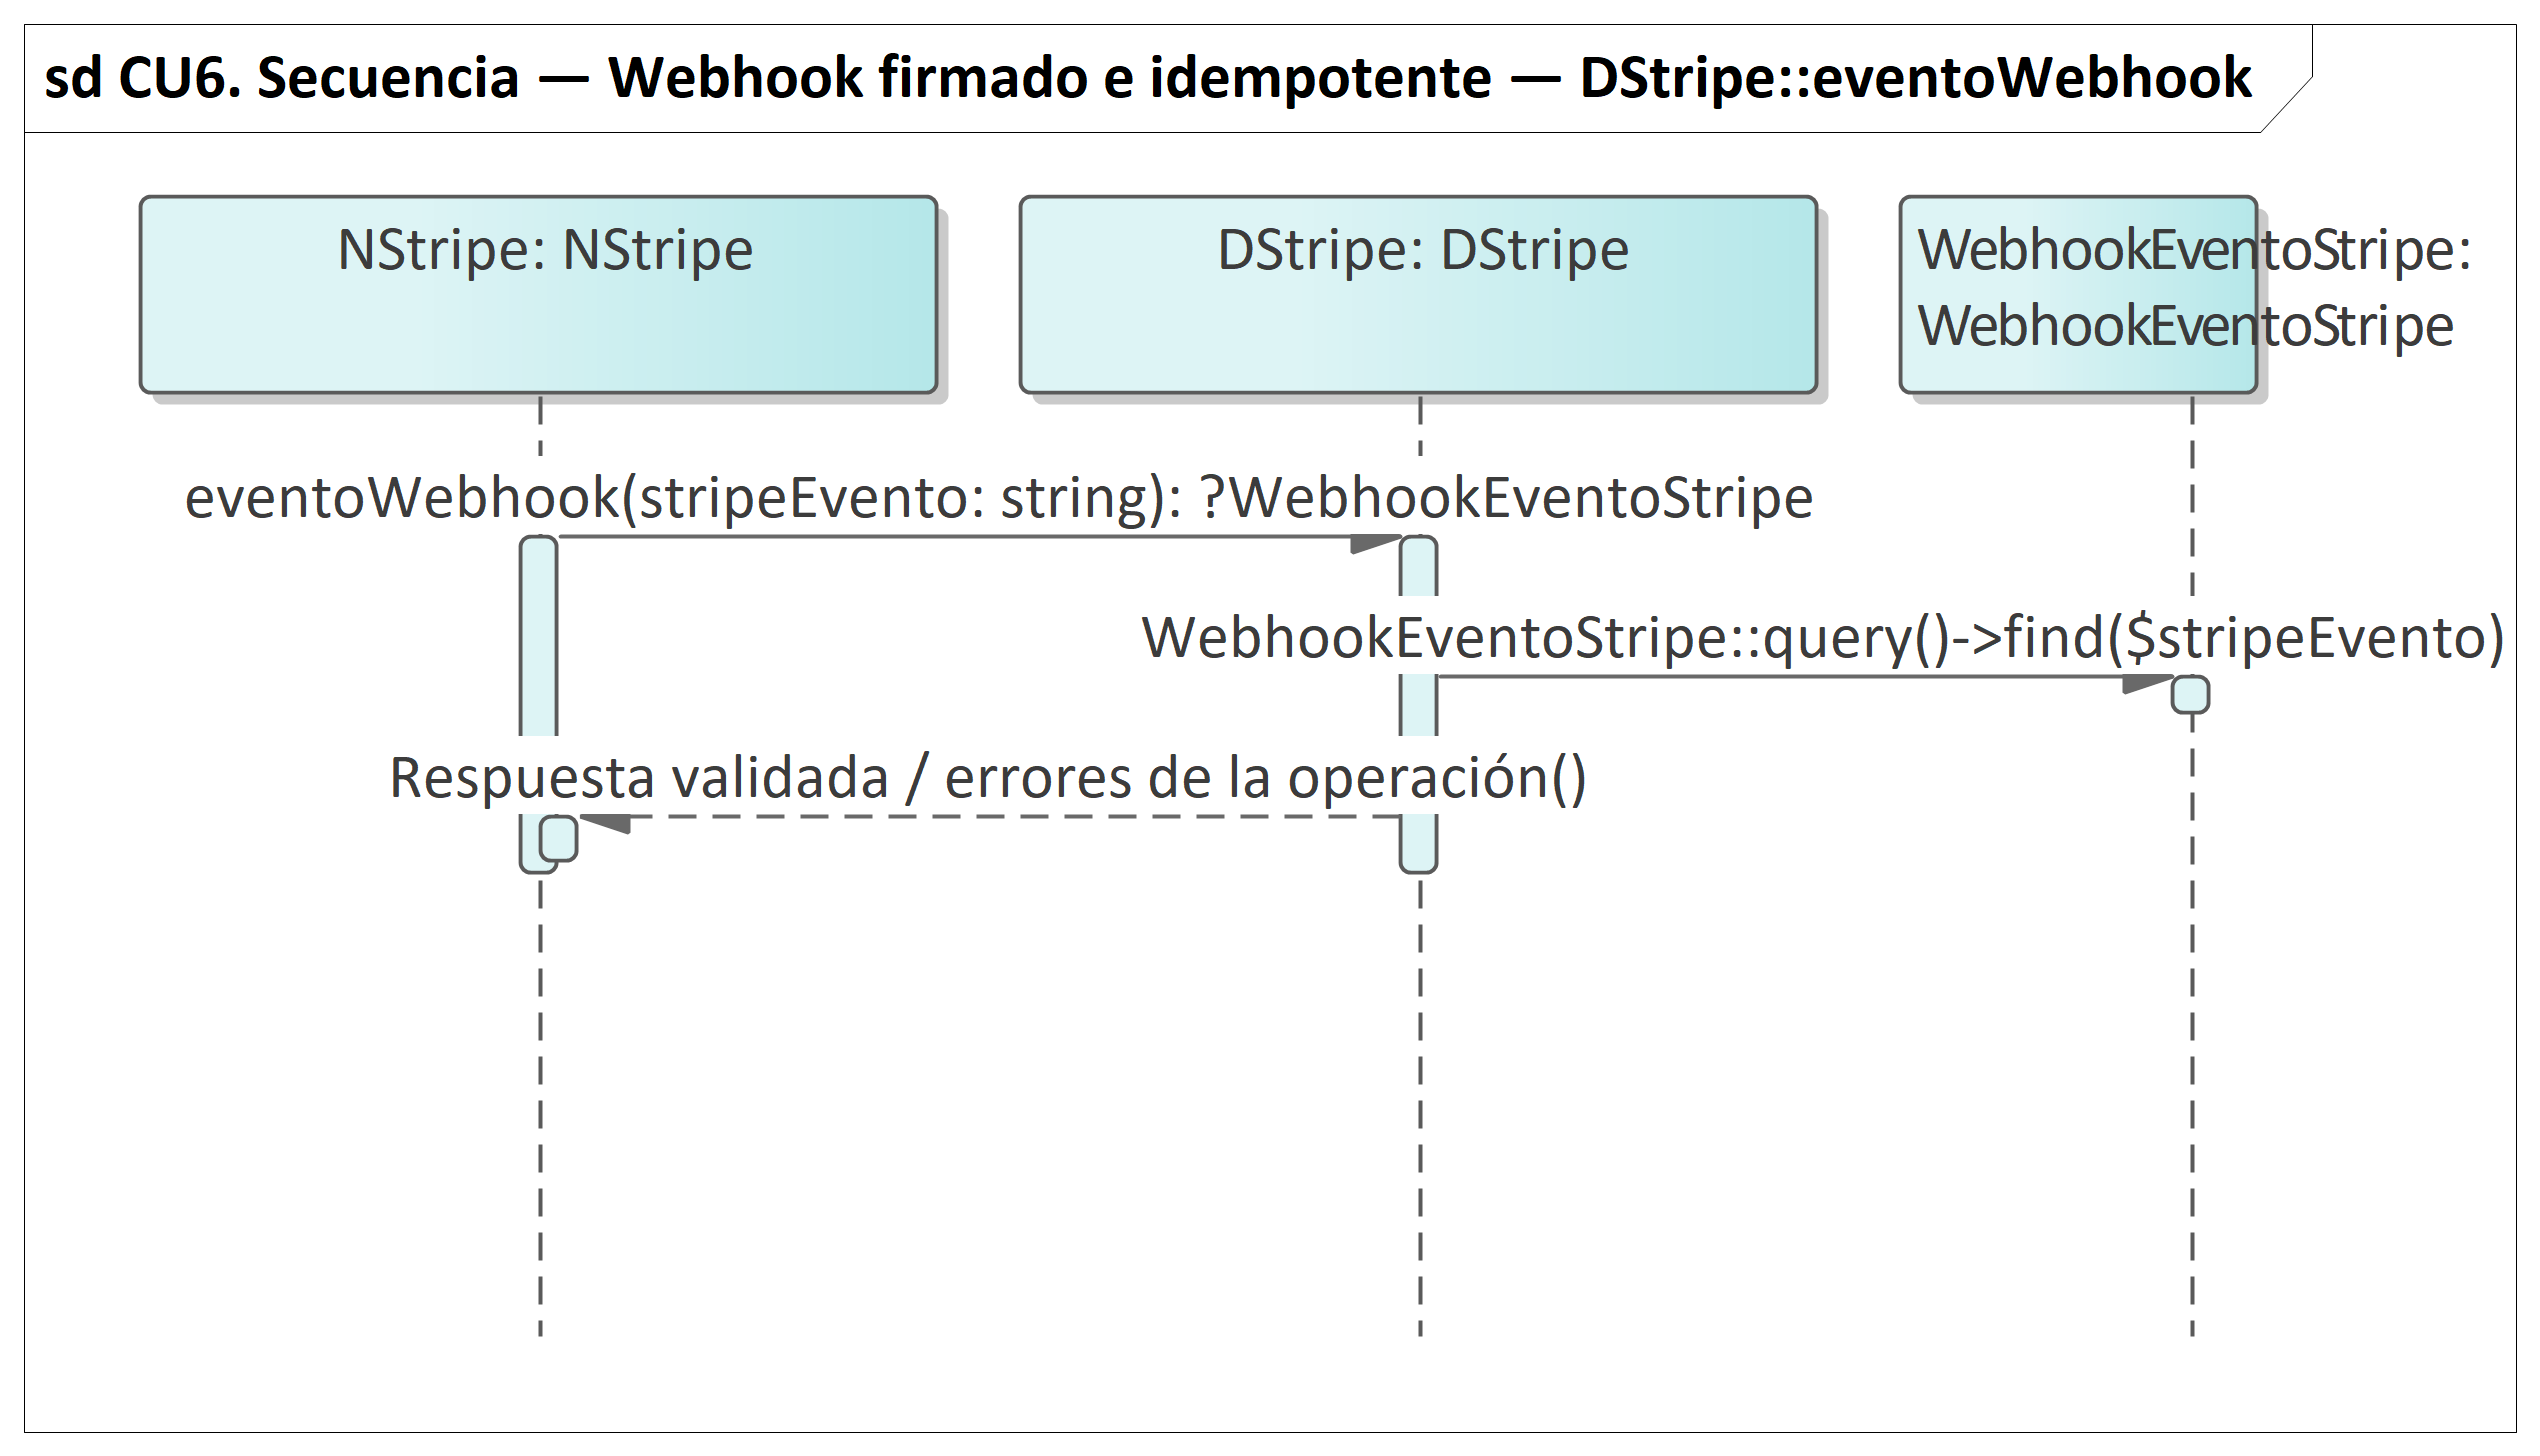 sd CU6. Secuencia — Webhook firmado e idempotente — DStripe::eventoWebhook
NStripe: NStripe
DStripe: DStripe
WebhookEventoStripe:
WebhookEventoStripe
eventoWebhook(stripeEvento: string): ?WebhookEventoStripe
WebhookEventoStripe::query()->find($stripeEvento)
Respuesta validada / errores de la operación()